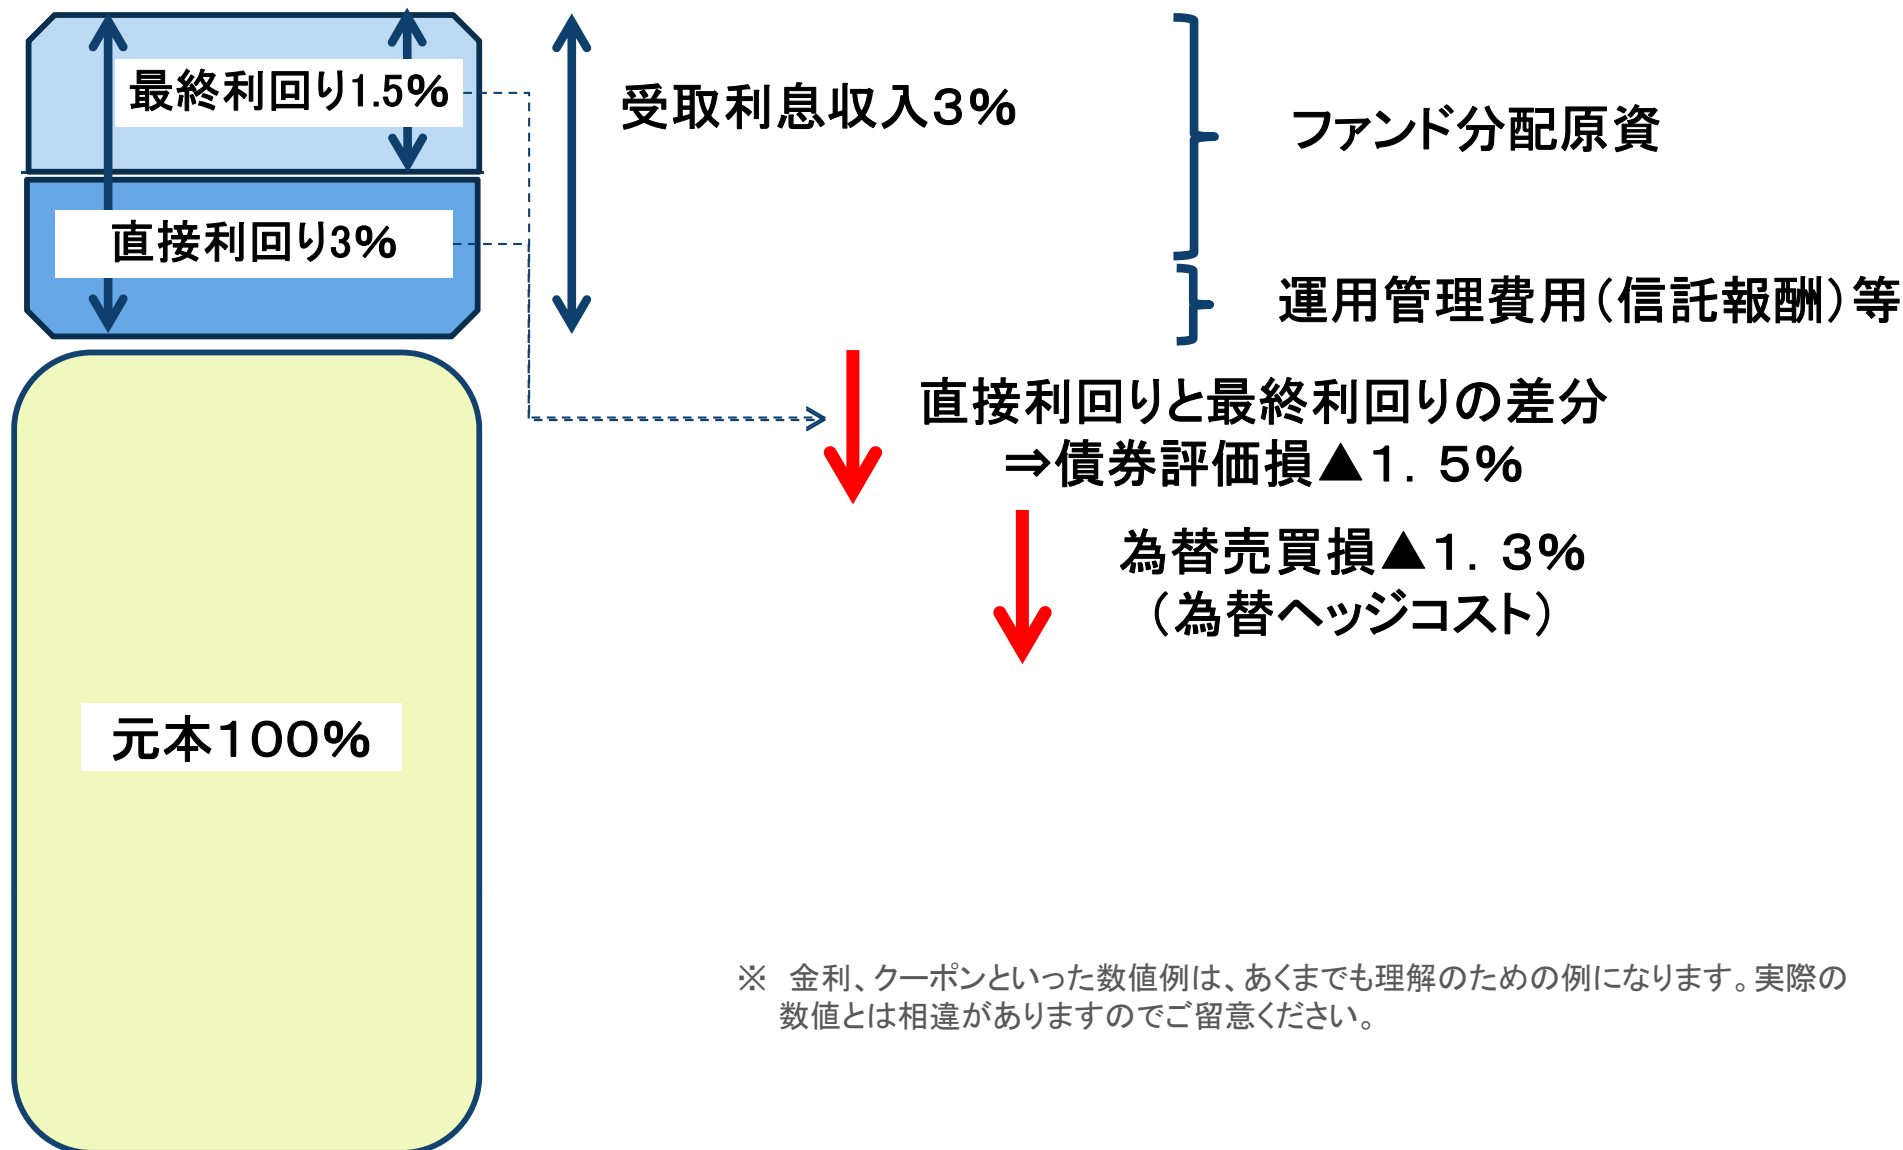 最終利回り1.5%
受取利息収入３％
ファンド分配原資
直接利回り3%
運用管理費用（信託報酬）等
直接利回りと最終利回りの差分
⇒債券評価損▲１．５％
為替売買損▲１．３％
（為替ヘッジコスト）
元本１００％
※　金利、クーポンといった数値例は、あくまでも理解のための例になります。実際の
数値とは相違がありますのでご留意ください。